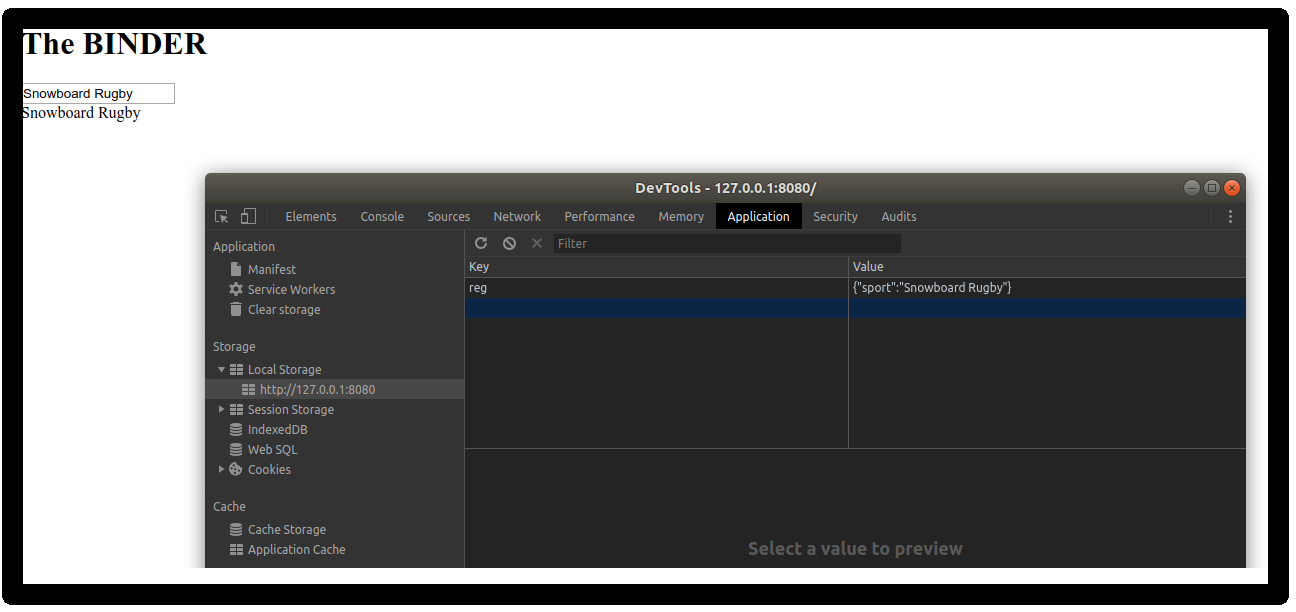 The BINDER
Snowboard Rugby
Snowboard Rugby
DevTools - 127.0.0.1:8080/
Elements Console Sources Network Performance Memory Application Security Audits
Application
Manifest
Service Workers
Clear storage
Storage
Local Storage
http://127.0.0.1:8080
Session Storage
IndexedDB
Web SQL
Cookies
Cache
Cache Storage
Application Cache
Filter
Key Value
reg {"sport":"Snowboard Rugby"}
Select a value to preview